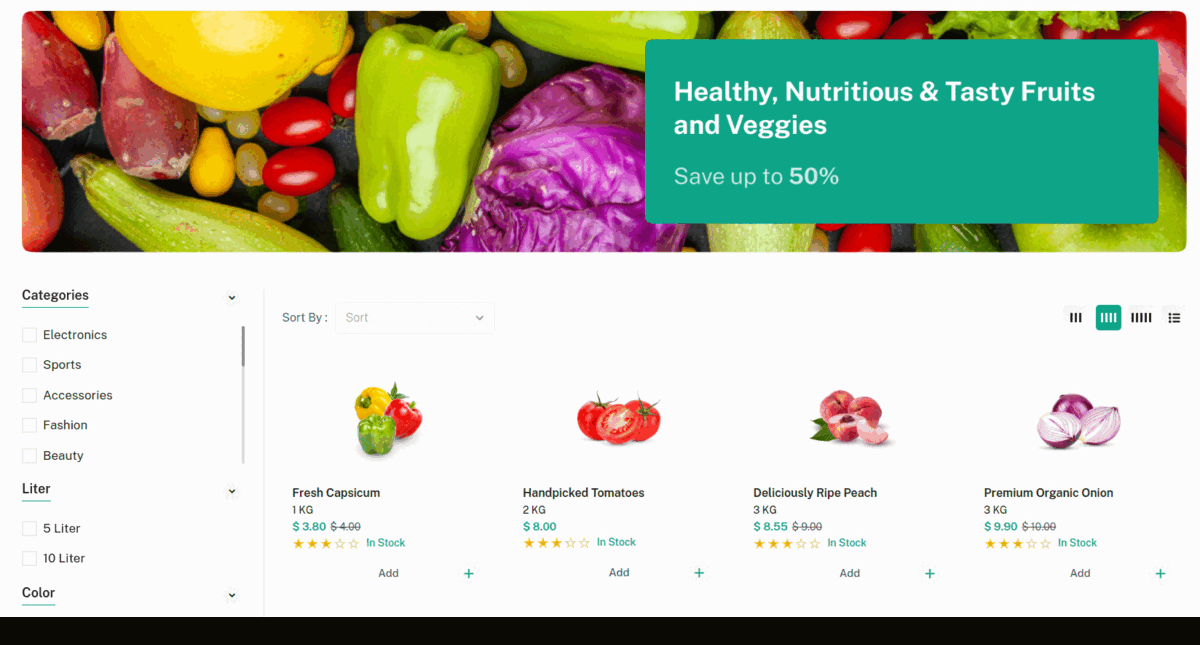 Healthy, Nutritious & Tasty Fruits
and Veggies
Save up to 50%
Categories
Electronics
Sports
Accessories
Fashion
Beauty
Liter
5 Liter
10 Liter
Color
Sort By :
Sort
Fresh Capsicum
1 KG
$ 3.80 $ 4.00
In Stock
Add +
Handpicked Tomatoes
2 KG
$ 8.00
In Stock
Add +
Deliciously Ripe Peach
3 KG
$ 8.55 $ 9.00
In Stock
Add +
Premium Organic Onion
3 KG
$ 9.90 $ 10.00
In Stock
Add +